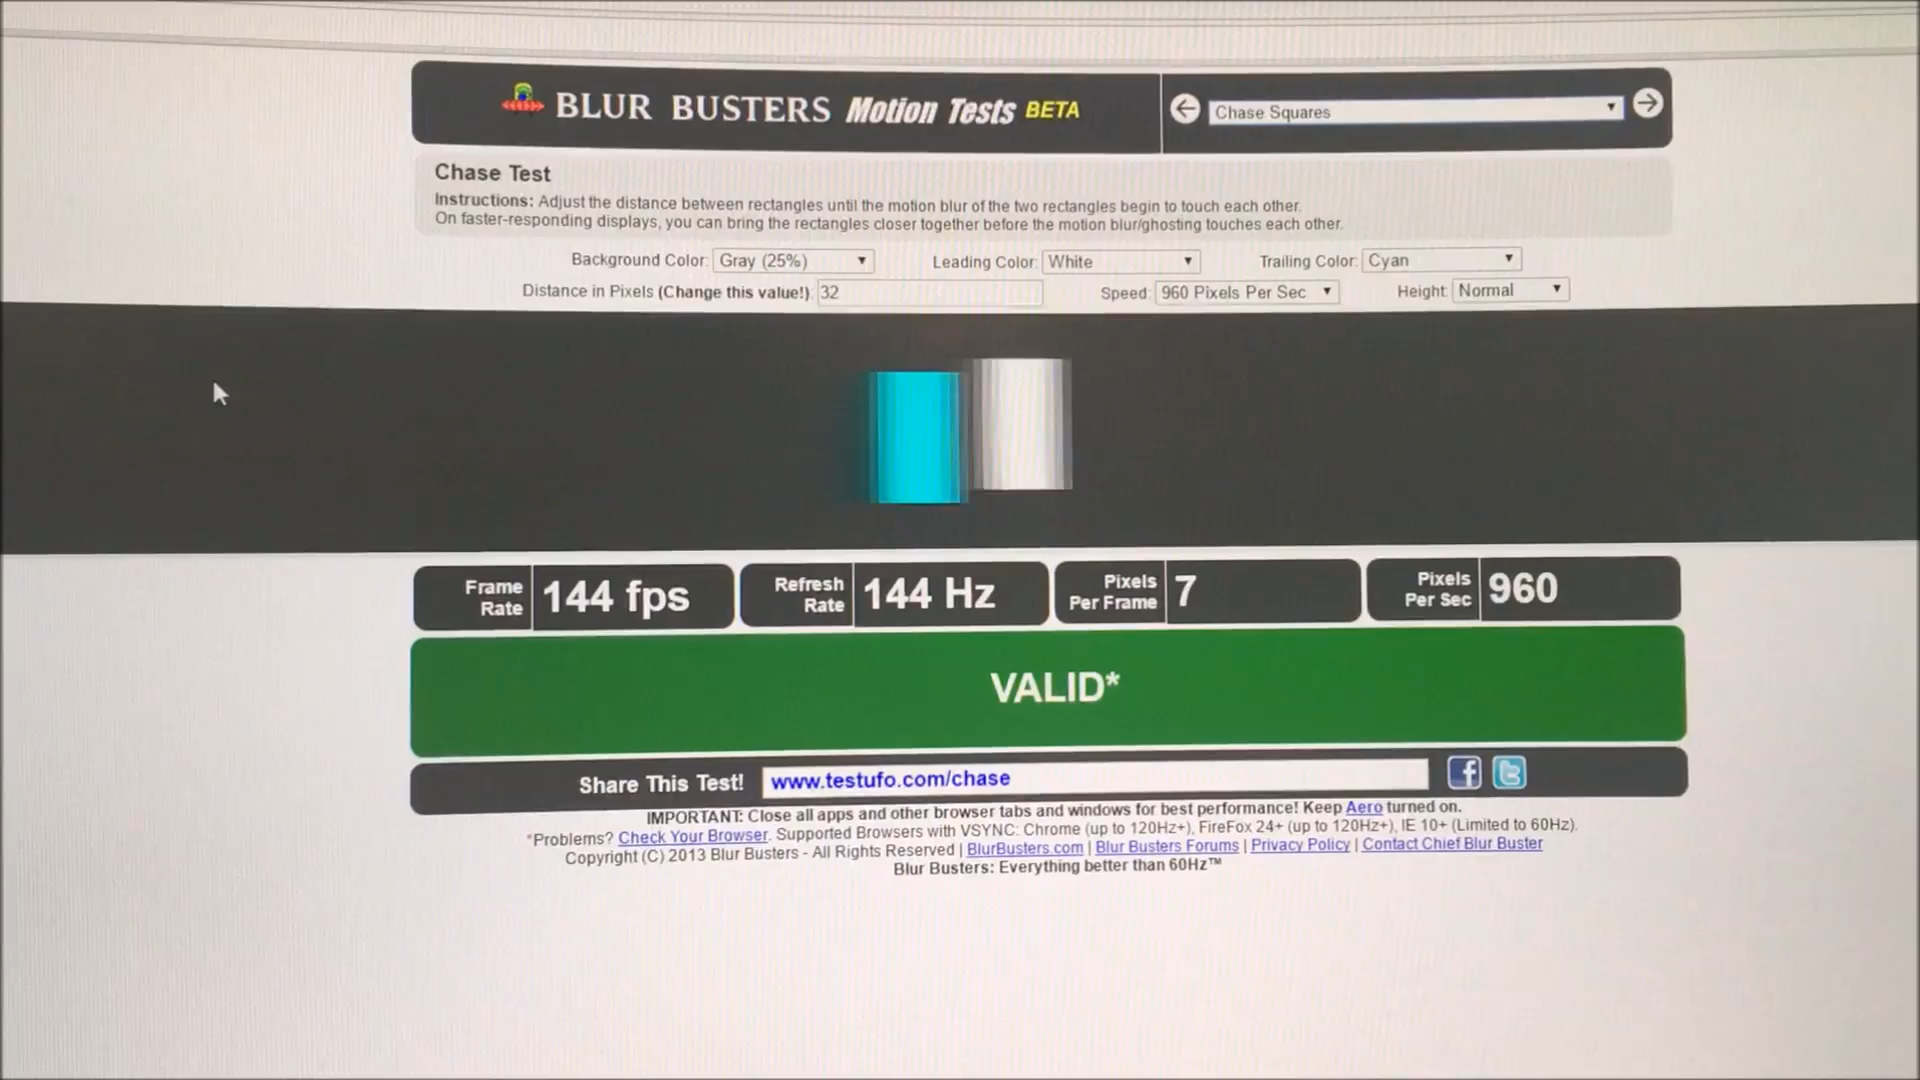 BLUR BUSTERS Motion Tests BETA
Chase Squares
Chase Test
Instructions: Adjust the distance between rectangles until the motion blur of the two rectangles begin to touch each other.
On faster-responding displays, you can bring the rectangles closer together before the motion blur/ghosting touches each other.
Background Color: Gray (25%) Leading Color: White Trailing Color: Cyan
Distance in Pixels (Change this value!): 32 Speed: 960 Pixels Per Sec Height: Normal
Frame Rate 144 fps
Refresh Rate 144 Hz
Pixels Per Frame 7
Pixels Per Sec 960
VALID*
Share This Test! www.testufo.com/chase
IMPORTANT: Close all apps and other browser tabs and windows for best performance! Keep Aero turned on.
*Problems? Check Your Browser. Supported Browsers with VSYNC: Chrome (up to 120Hz+), FireFox 24+ (up to 120Hz+), IE 10+ (Limited to 60Hz).
Copyright (C) 2013 Blur Busters - All Rights Reserved | BlurBusters.com | Blur Busters Forums | Privacy Policy | Contact Chief Blur Buster
Blur Busters: Everything better than 60Hz™